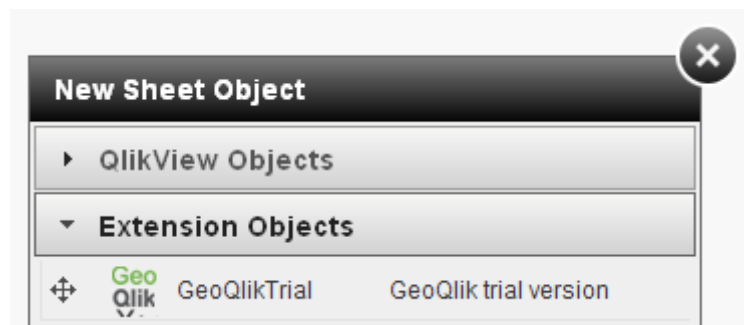 New Sheet Object
QlikView Objects
Extension Objects
Geo
Qlik
GeoQlikTrial GeoQlik trial version